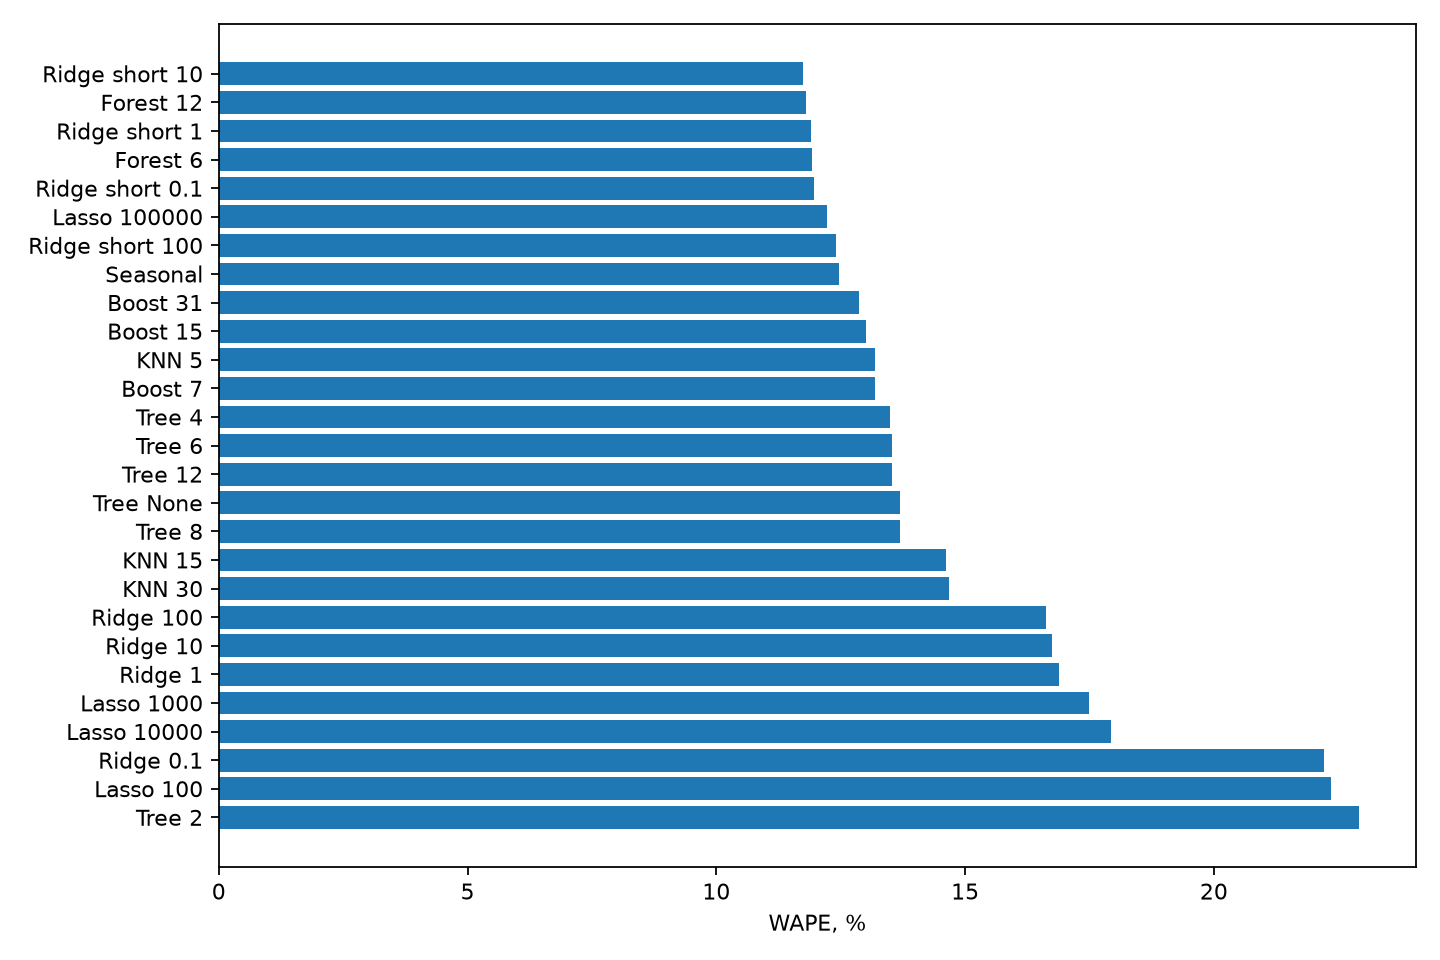 Ridge short 10
Forest 12
Ridge short 1
Forest 6
Ridge short 0.1
Lasso 100000
Ridge short 100
Seasonal
Boost 31
Boost 15
KNN 5
Boost 7
Tree 4
Tree 6
Tree 12
Tree None
Tree 8
KNN 15
KNN 30
Ridge 100
Ridge 10
Ridge 1
Lasso 1000
Lasso 10000
Ridge 0.1
Lasso 100
Tree 2
0 5 10 15 20
WAPE, %